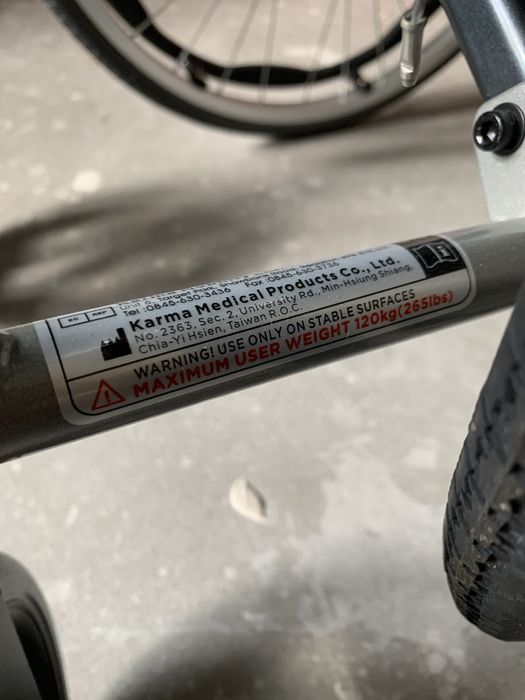 Tel :0845-630-3436 Fax :0845-630-3736
EC REP
Karma Medical Products Co., Ltd.
No. 2363, Sec. 2, University Rd., Min-Hsiung Shiang,
Chia-Yi Hsien, Taiwan R.O.C.
WARNING! USE ONLY ON STABLE SURFACES
MAXIMUM USER WEIGHT 120kg(265lbs)